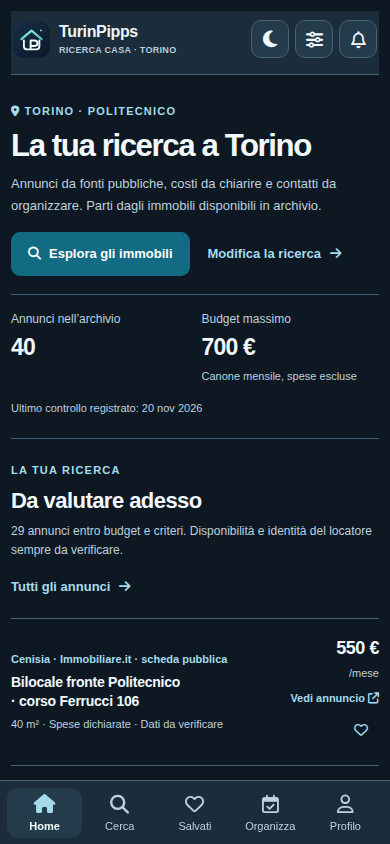 TurinPipps
RICERCA CASA · TORINO
TORINO · POLITECNICO
La tua ricerca a Torino
Annunci da fonti pubbliche, costi da chiarire e contatti da
organizzare. Parti dagli immobili disponibili in archivio.
Esplora gli immobili
Modifica la ricerca
Annunci nell'archivio
40
Budget massimo
700 €
Canone mensile, spese escluse
Ultimo controllo registrato: 20 nov 2026
LA TUA RICERCA
Da valutare adesso
29 annunci entro budget e criteri. Disponibilità e identità del locatore
sempre da verificare.
Tutti gli annunci
Cenisia · Immobiliare.it · scheda pubblica
Bilocale fronte Politecnico
· corso Ferrucci 106
40 m² · Spese dichiarate · Dati da verificare
550 €
/mese
Vedi annuncio
Home
Cerca
Salvati
Organizza
Profilo